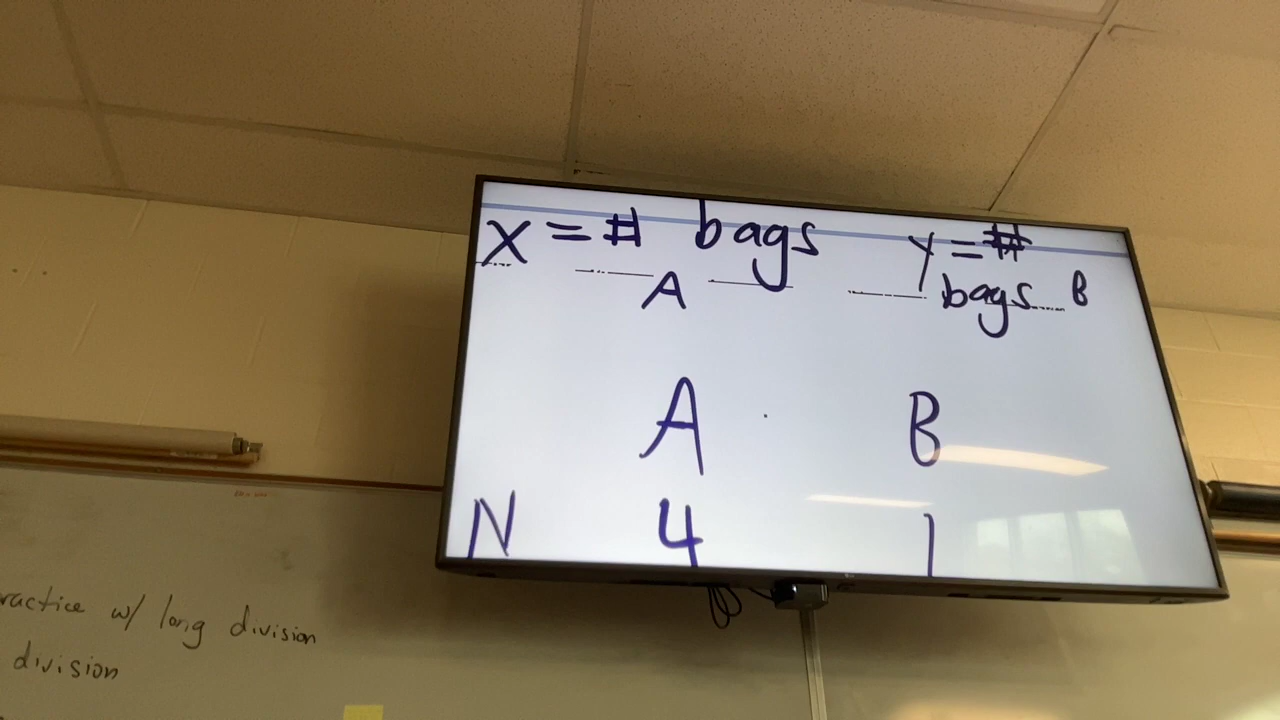 X = # bags
A
y = #
bags B
A B
N 4 1
ractice w/ long division
division